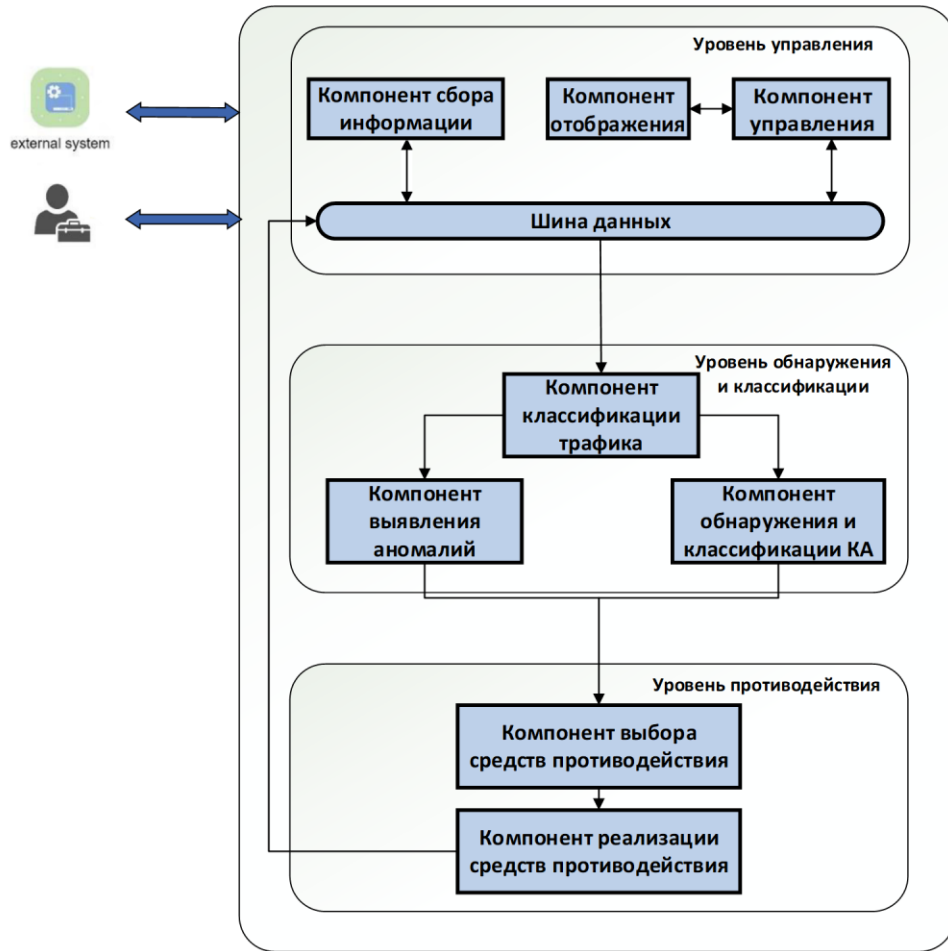 Уровень управления
external system
Компонент сбора
информации
Компонент
отображения
Компонент
управления
Шина данных
Уровень обнаружения
и классификации
Компонент
классификации
трафика
Компонент
выявления
аномалий
Компонент
обнаружения и
классификации КА
Уровень противодействия
Компонент выбора
средств противодействия
Компонент реализации
средств противодействия